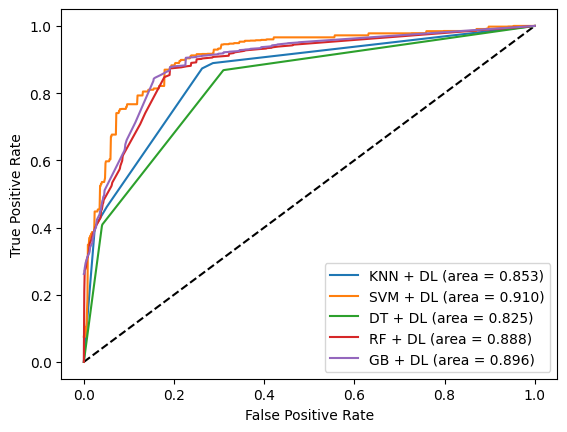 1.0
0.8
0.6
0.4
0.2
0.0
True Positive Rate
KNN + DL (area = 0.853)
SVM + DL (area = 0.910)
DT + DL (area = 0.825)
RF + DL (area = 0.888)
GB + DL (area = 0.896)
0.0 0.2 0.4 0.6 0.8 1.0
False Positive Rate